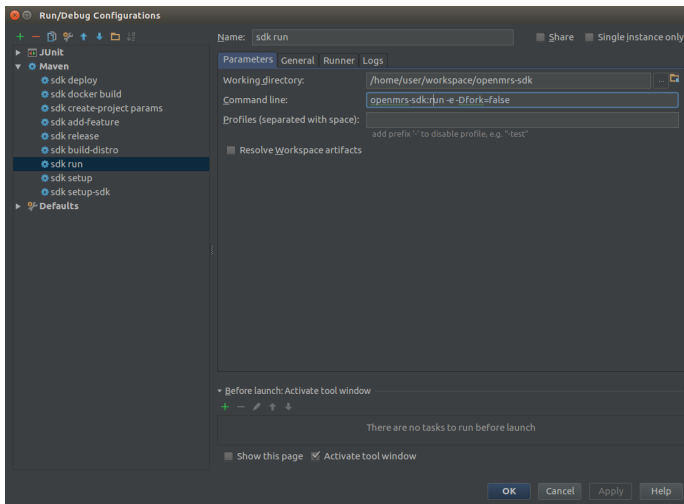 Run/Debug Configurations
Name: sdk run
Share
Single instance only
JUnit
Maven
sdk deploy
sdk docker build
sdk create-project params
sdk add-feature
sdk release
sdk build-distro
sdk run
sdk setup
sdk setup-sdk
Defaults
Parameters General Runner Logs
Working directory: /home/user/workspace/openmrs-sdk ...
Command line: openmrs-sdk:run -e -Dfork=false
Profiles (separated with space):
add prefix '-' to disable profile, e.g. "-test"
Resolve Workspace artifacts
Before launch: Activate tool window
There are no tasks to run before launch
Show this page Activate tool window
OK Cancel Apply Help